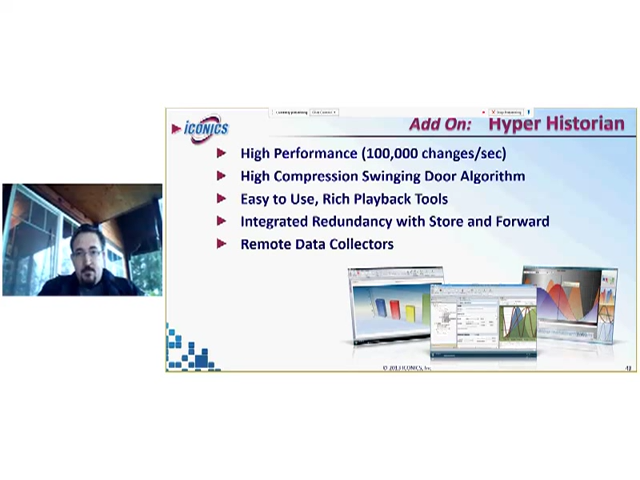 ICONICS
Add On: Hyper Historian
High Performance (100,000 changes/sec)
High Compression Swinging Door Algorithm
Easy to Use, Rich Playback Tools
Integrated Redundancy with Store and Forward
Remote Data Collectors
© 2013 ICONICS, Inc.